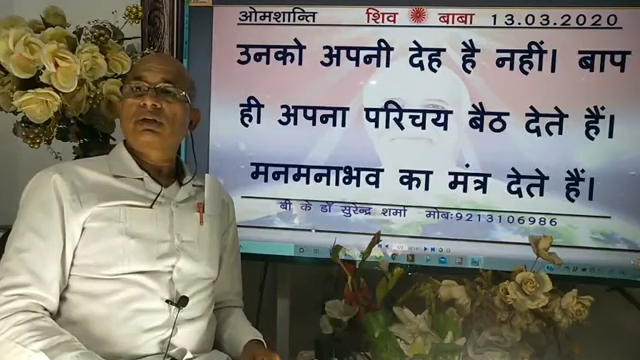 ओमशान्ति शिव बाबा 13.03.2020
उनको अपनी देह है नहीं। बाप
ही अपना परिचय बैठ देते हैं।
मनमनाभव का मंत्र देते हैं।
बी के डॉ सुरेन्द्र शर्मा मोबः9213106986